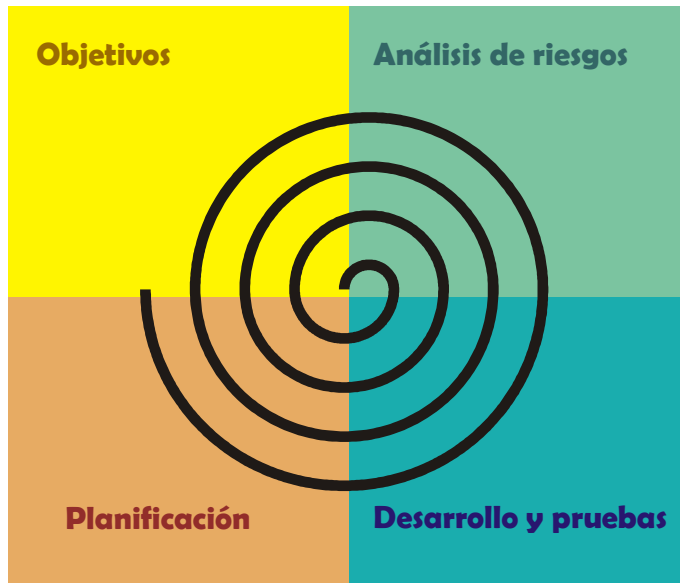 Objetivos
Análisis de riesgos
Planificación
Desarrollo y pruebas